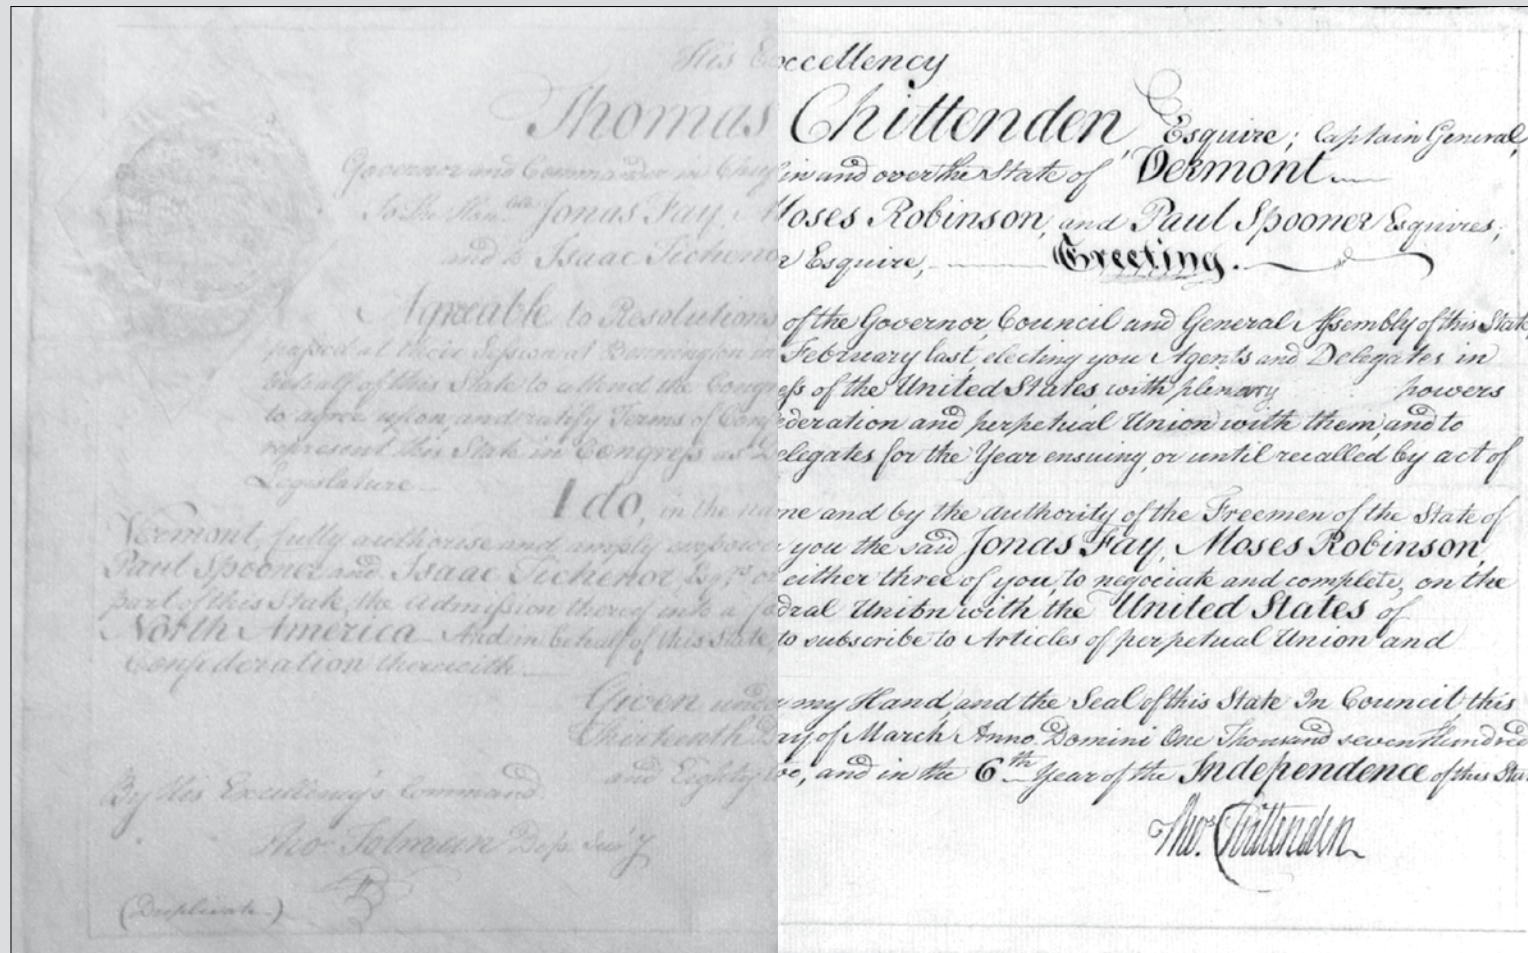 His Excellency
Thomas Chittenden, Esquire; Captain General,
Governor and Commander in Chief in and over the State of Vermont.
To the Hon.ble Jonas Fay, Moses Robinson, and Paul Spooner Esquires;
and to Isaac Tichenor Esquire, Greeting.
Agreable to Resolutions of the Governor, Council and General Assembly of this State,
passed at their Session at Bennington in February last, electing you Agents and Delegates in
behalf of this State to attend the Congress of the United States with plenary powers
to agree upon and ratify Terms of Confederation and perpetual Union with them, and to
represent this State in Congress as Delegates for the Year ensuing, or until recalled by act of
Legislature
I do, in the name and by the authority of the Freemen of the State of
Vermont, fully authorise and amply empower you the said Jonas Fay, Moses Robinson,
Paul Spooner and Isaac Tichenor Esqrs or either three of you, to negociate and complete, on the
part of this State, the Admission thereof into a fœdral Union with the United States of
North America And in behalf of this State, to subscribe to Articles of perpetual Union and
Confederation therewith
Given under my Hand, and the Seal of this State In Council, this
Thirteenth Day of March Anno Domini One Thousand seven Hundred
and Eighty two, and in the 6th Year of the Independence of this State
By His Excellency's Command
Thos. Chittenden
Tho. Tolman Dep. Sec'y
(Duplicate)